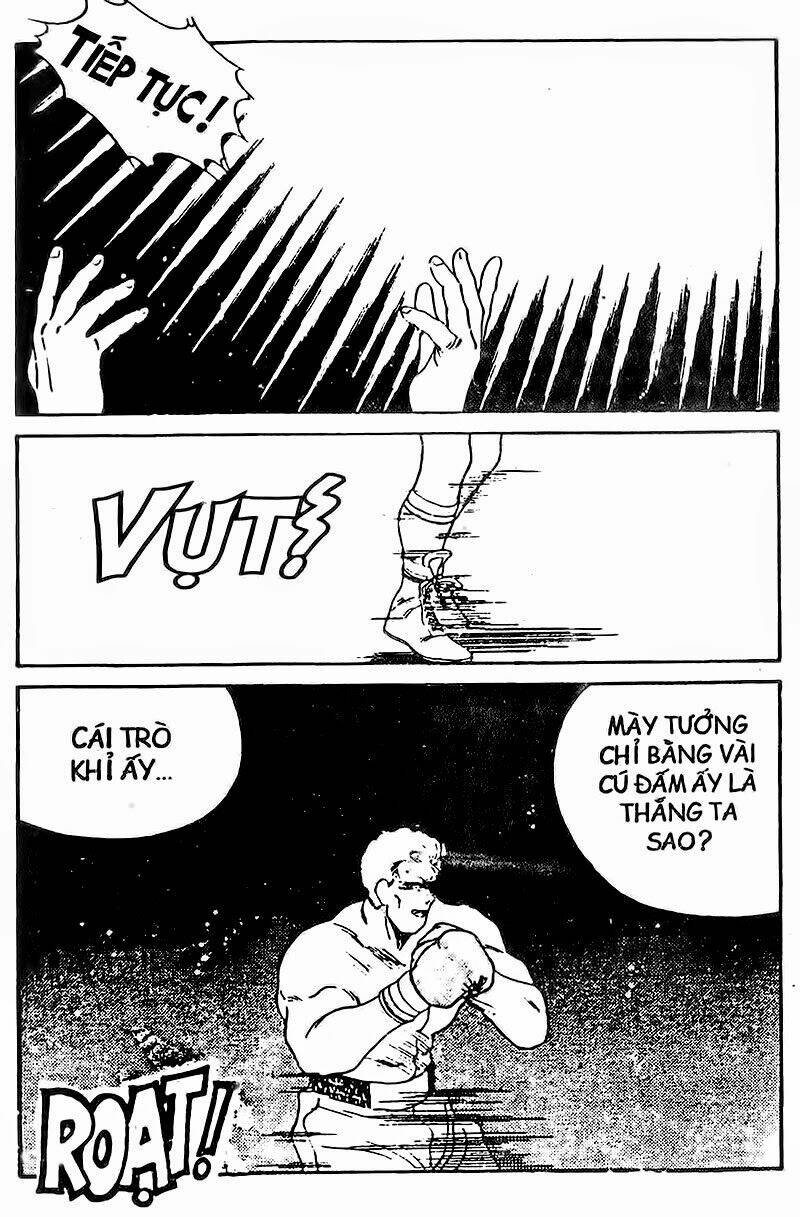 TIẾP TỤC!
VỤT!
CÁI TRÒ
KHỈ ẤY...
MÀY TƯỞNG
CHỈ BẰNG VÀI
CÚ ĐẤM ẤY LÀ
THẮNG TA
SAO?
ROẠT!!